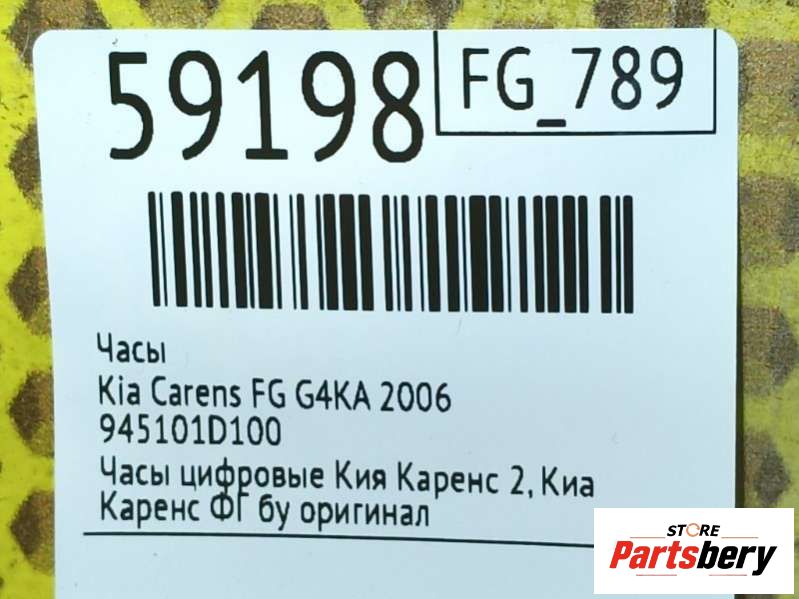 59198
FG_789
Часы
Kia Carens FG G4KA 2006
945101D100
Часы цифровые Кия Каренс 2, Киа
Каренс ФГ бу оригинал
STORE
Partsbery